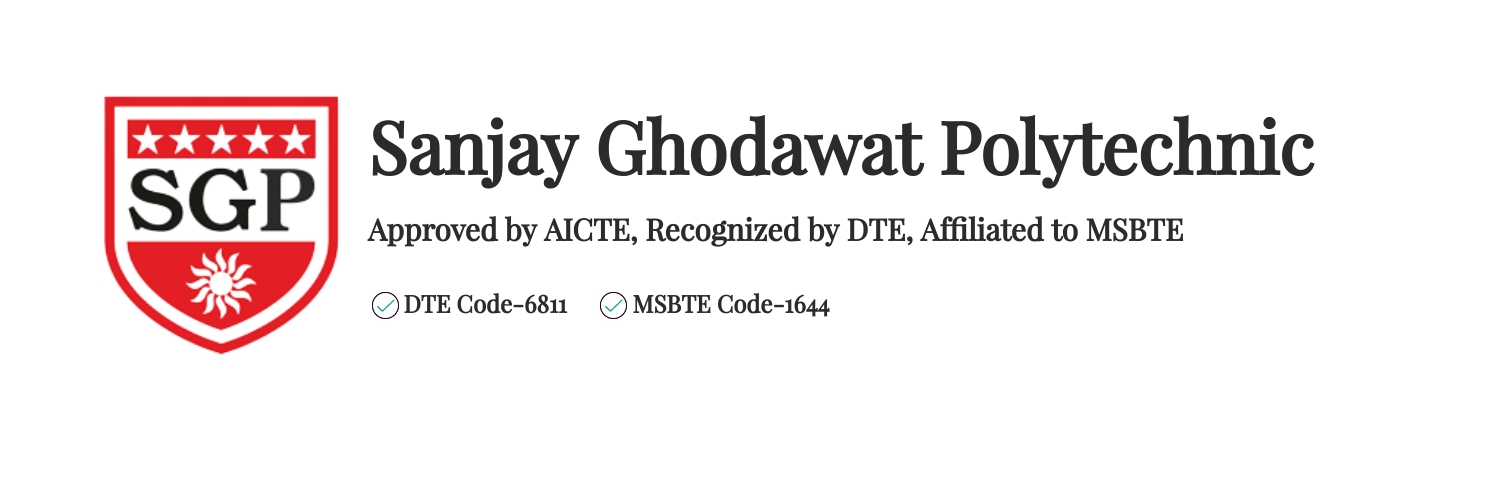 SGP
Sanjay Ghodawat Polytechnic
Approved by AICTE, Recognized by DTE, Affiliated to MSBTE
DTE Code-6811 MSBTE Code-1644